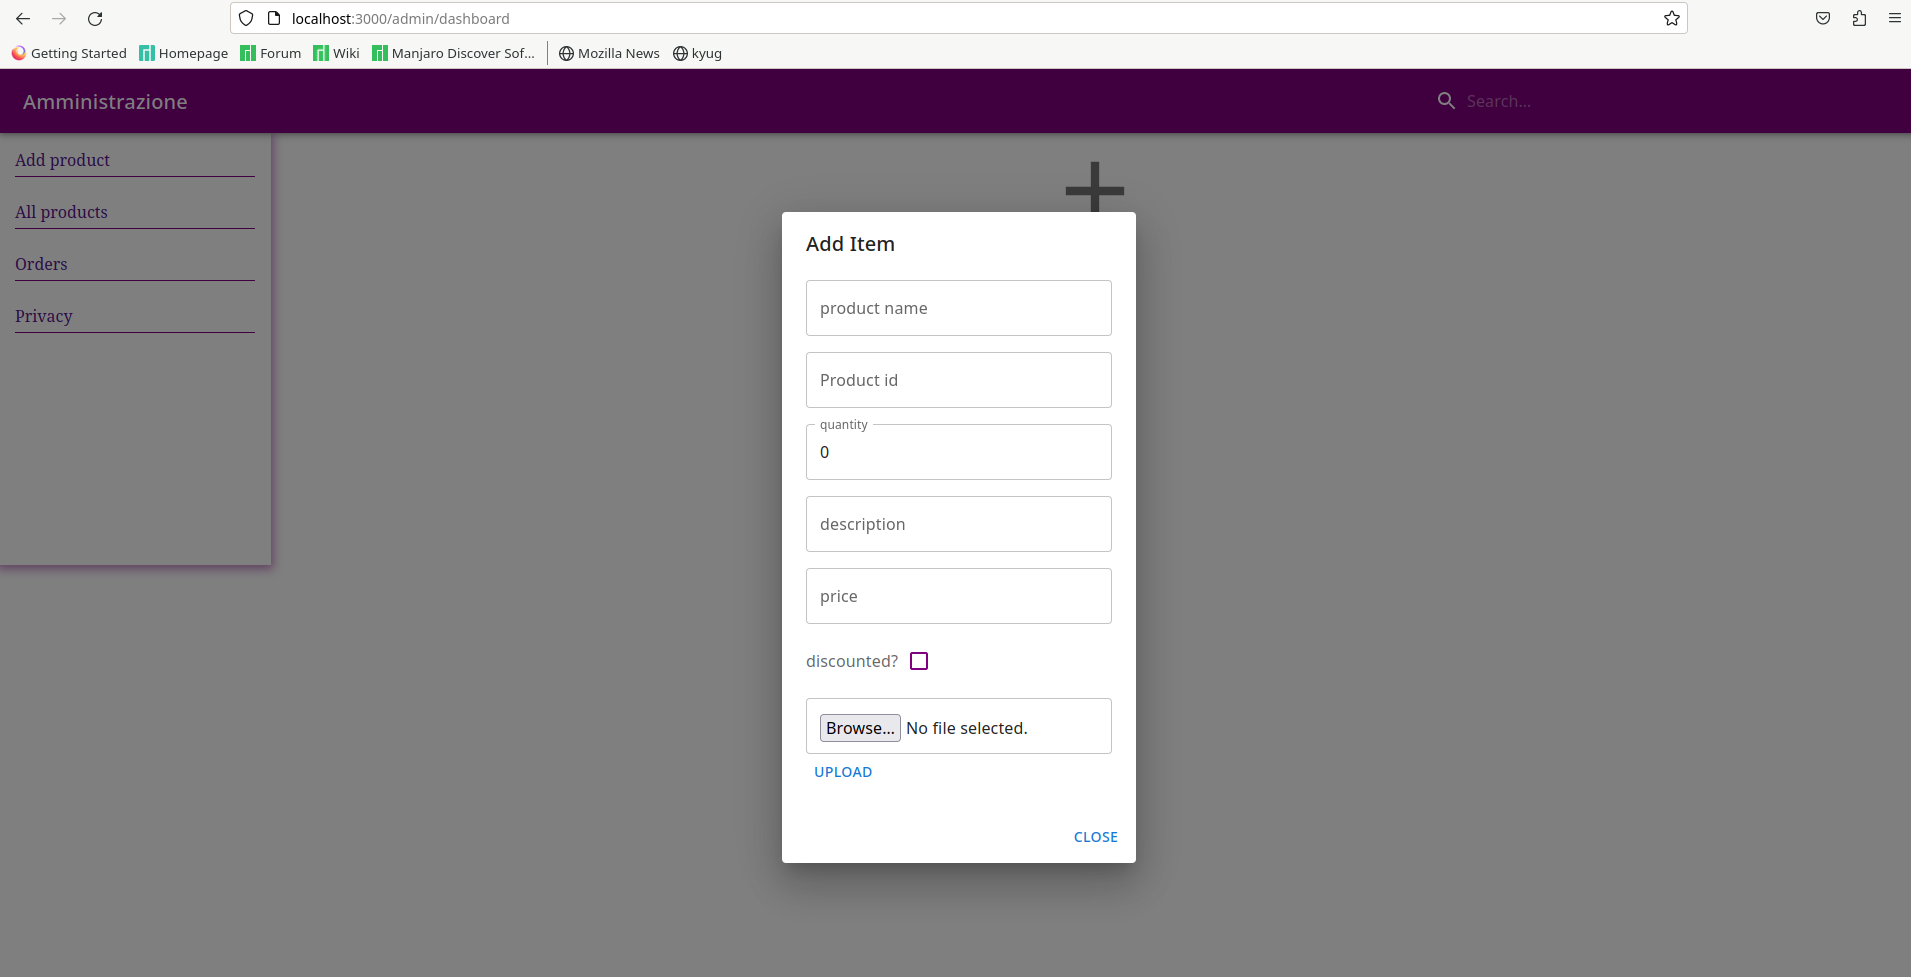 localhost:3000/admin/dashboard
Getting Started Homepage Forum Wiki Manjaro Discover Sof... Mozilla News kyug
Amministrazione Search...
Add product
All products
Orders
Privacy
Add Item
product name
Product id
quantity
0
description
price
discounted?
Browse... No file selected.
UPLOAD
CLOSE